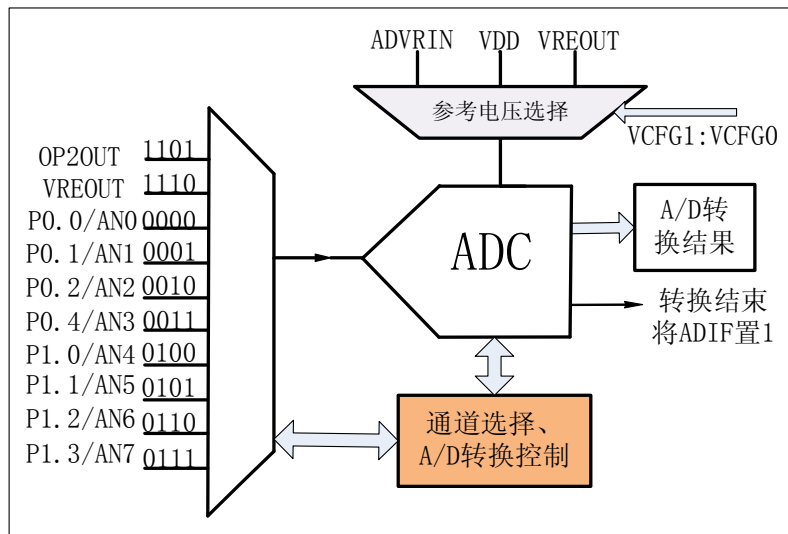 ADVRIN VDD VREOUT
参考电压选择
VCFG1:VCFG0
OP2OUT 1101
VREOUT 1110
P0.0/AN0 0000
P0.1/AN1 0001
P0.2/AN2 0010
P0.4/AN3 0011
P1.0/AN4 0100
P1.1/AN5 0101
P1.2/AN6 0110
P1.3/AN7 0111
ADC
A/D转
换结果
转换结束
将ADIF置1
通道选择、
A/D转换控制